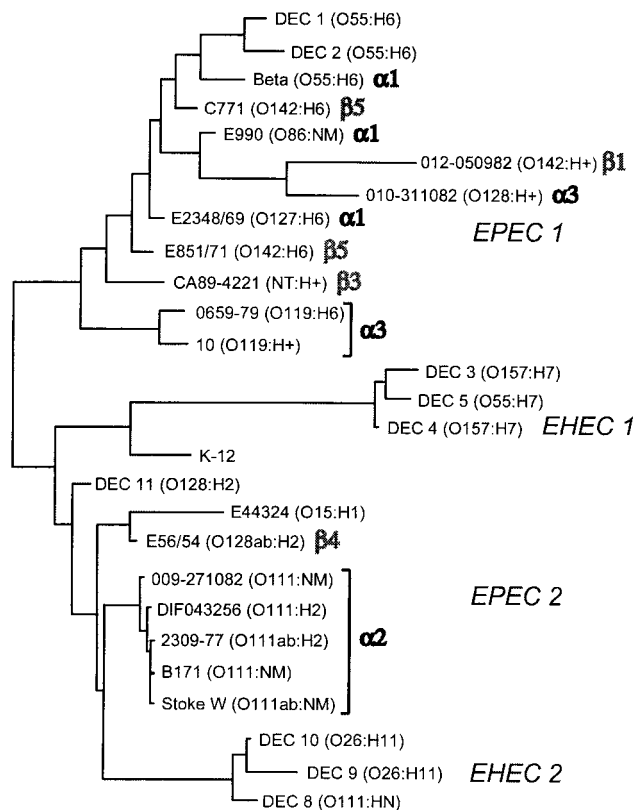 DEC 1 (O55:H6)
DEC 2 (O55:H6)
Beta (O55:H6) α1
C771 (O142:H6) β5
E990 (O86:NM) α1
012-050982 (O142:H+) β1
010-311082 (O128:H+) α3
E2348/69 (O127:H6) α1
EPEC 1
E851/71 (O142:H6) β5
CA89-4221 (NT:H+) β3
0659-79 (O119:H6)
α3
10 (O119:H+)
DEC 3 (O157:H7)
DEC 5 (O55:H7)
DEC 4 (O157:H7) EHEC 1
K-12
DEC 11 (O128:H2)
E44324 (O15:H1)
E56/54 (O128ab:H2) β4
009-271082 (O111:NM)
EPEC 2
DIF043256 (O111:H2)
2309-77 (O111ab:H2) α2
B171 (O111:NM)
Stoke W (O111ab:NM)
DEC 10 (O26:H11)
DEC 9 (O26:H11) EHEC 2
DEC 8 (O111:HN)